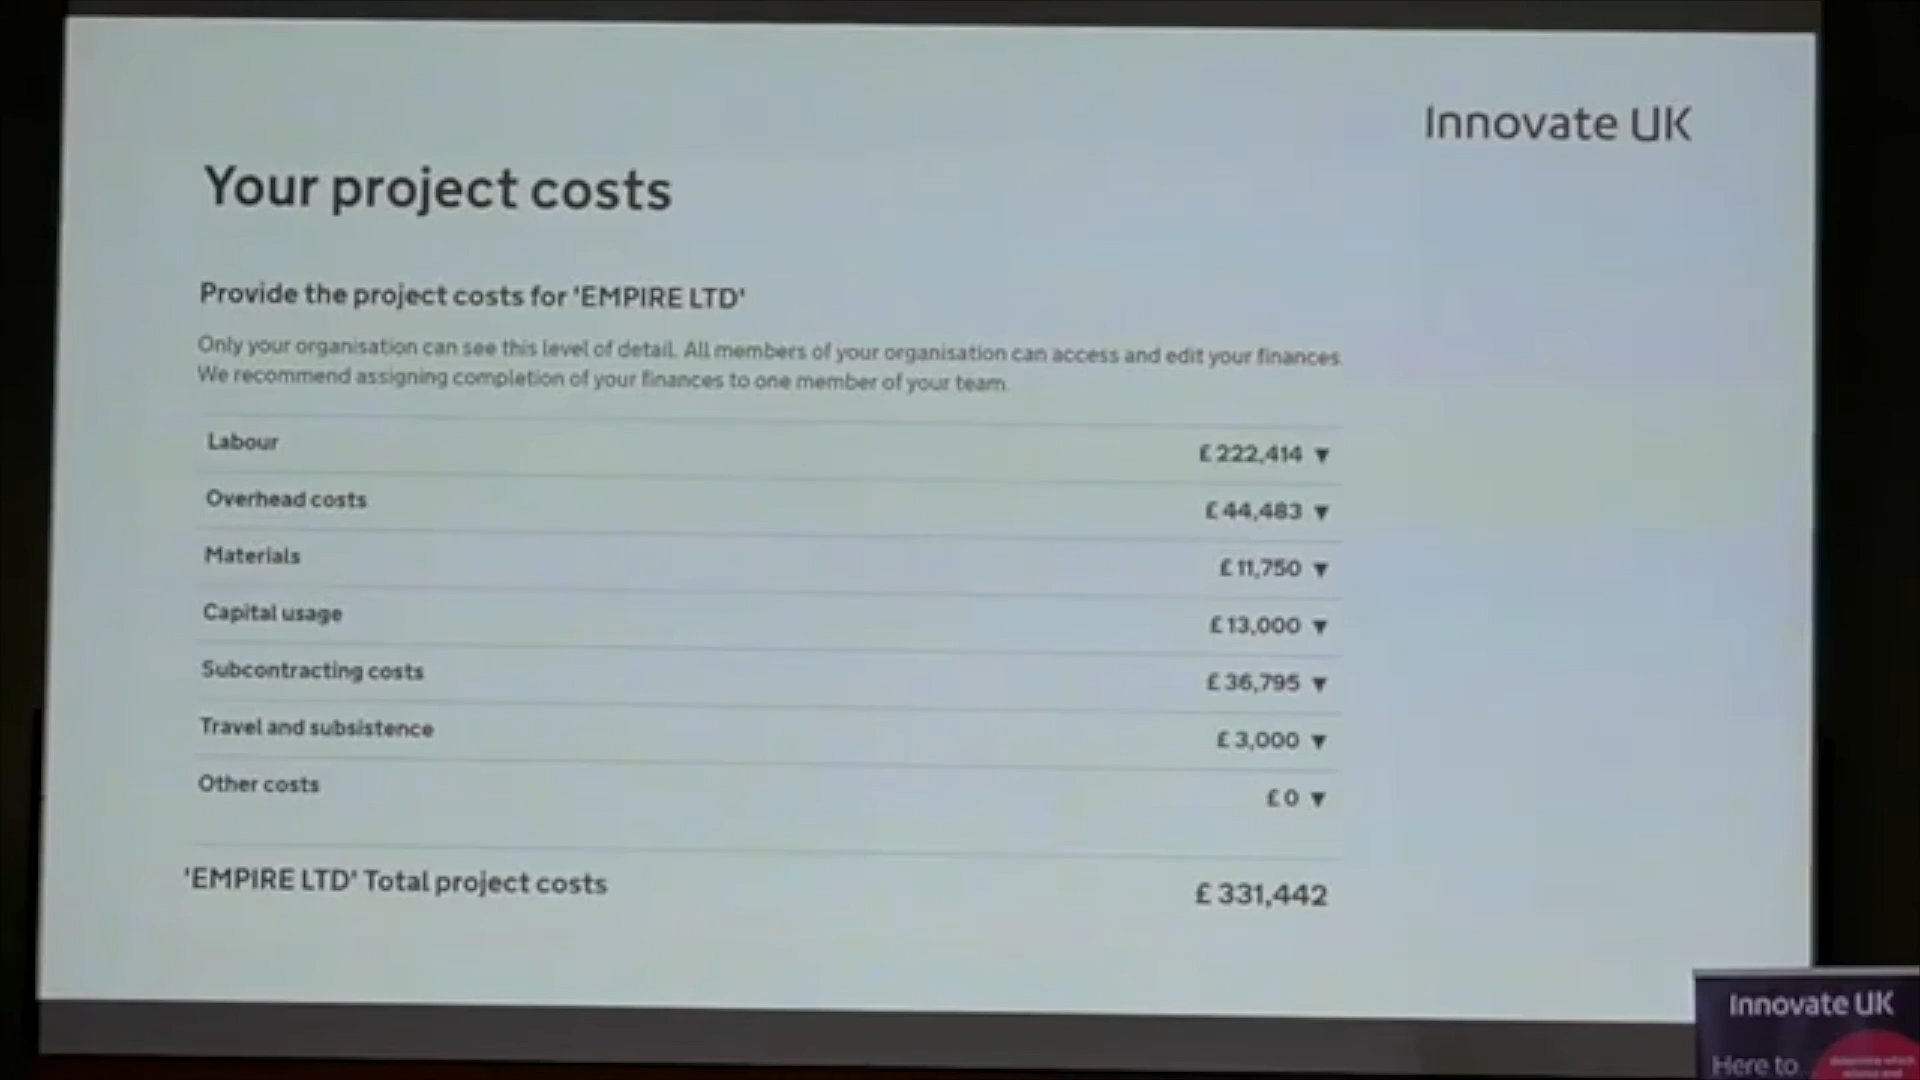 Innovate UK
Your project costs
Provide the project costs for 'EMPIRE LTD'
Only your organisation can see this level of detail. All members of your organisation can access and edit your finances.
We recommend assigning completion of your finances to one member of your team.
Labour £222,414 ▼
Overhead costs £44,483 ▼
Materials £11,750 ▼
Capital usage £13,000 ▼
Subcontracting costs £36,795 ▼
Travel and subsistence £3,000 ▼
Other costs £0 ▼
'EMPIRE LTD' Total project costs £331,442
Innovate UK
Here to